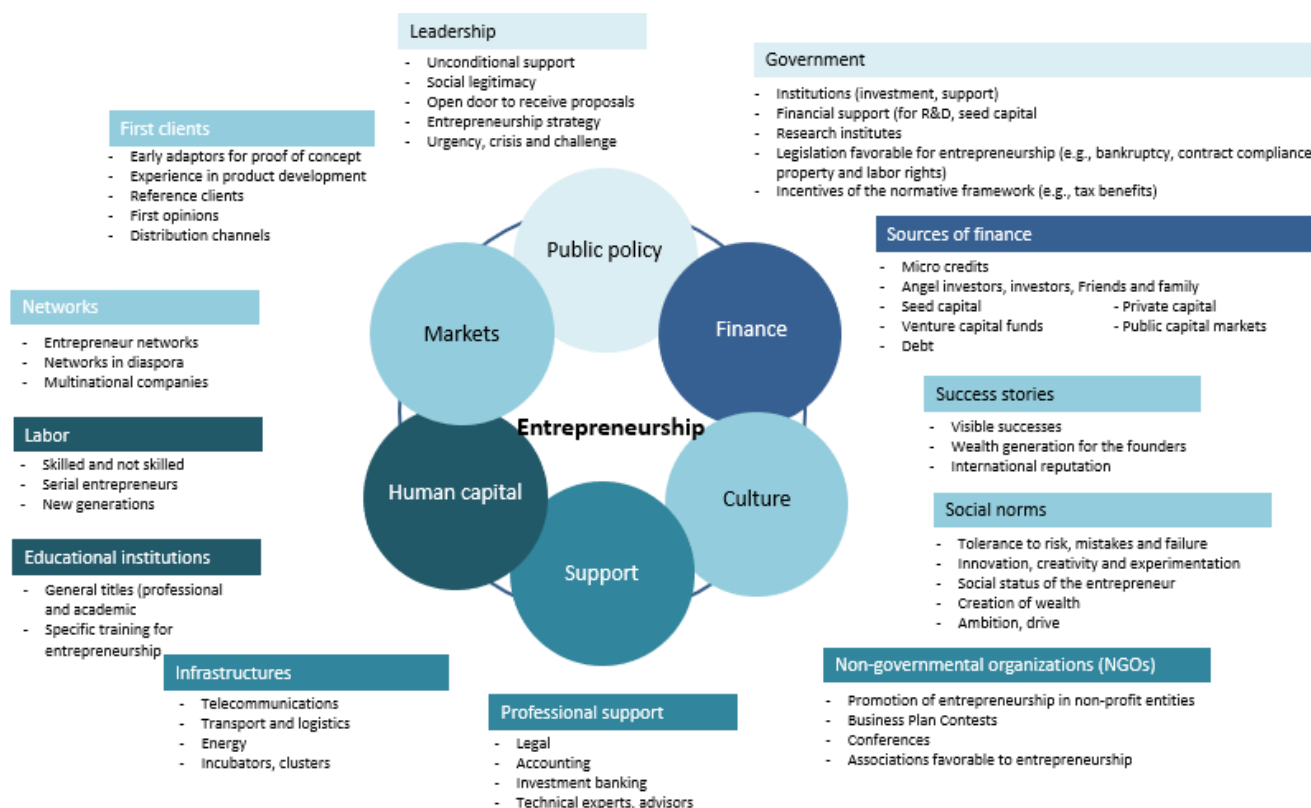 Leadership
- Unconditional support
- Social legitimacy
- Open door to receive proposals
- Entrepreneurship strategy
- Urgency, crisis and challenge
Government
- Institutions (investment, support)
- Financial support (for R&D, seed capital
- Research institutes
- Legislation favorable for entrepreneurship (e.g., bankruptcy, contract compliance
property and labor rights)
- Incentives of the normative framework (e.g., tax benefits)
First clients
- Early adaptors for proof of concept
- Experience in product development
- Reference clients
- First opinions
- Distribution channels
Sources of finance
- Micro credits
- Angel investors, investors, Friends and family
- Seed capital - Private capital
- Venture capital funds - Public capital markets
- Debt
Networks
- Entrepreneur networks
- Networks in diaspora
- Multinational companies
Public policy
Markets
Finance
Entrepreneurship
Human capital
Culture
Support
Success stories
- Visible successes
- Wealth generation for the founders
- International reputation
Labor
- Skilled and not skilled
- Serial entrepreneurs
- New generations
Social norms
- Tolerance to risk, mistakes and failure
- Innovation, creativity and experimentation
- Social status of the entrepreneur
- Creation of wealth
- Ambition, drive
Educational institutions
- General titles (professional
and academic
- Specific training for
entrepreneurship
Infrastructures
- Telecommunications
- Transport and logistics
- Energy
- Incubators, clusters
Professional support
- Legal
- Accounting
- Investment banking
- Technical experts, advisors
Non-governmental organizations (NGOs)
- Promotion of entrepreneurship in non-profit entities
- Business Plan Contests
- Conferences
- Associations favorable to entrepreneurship